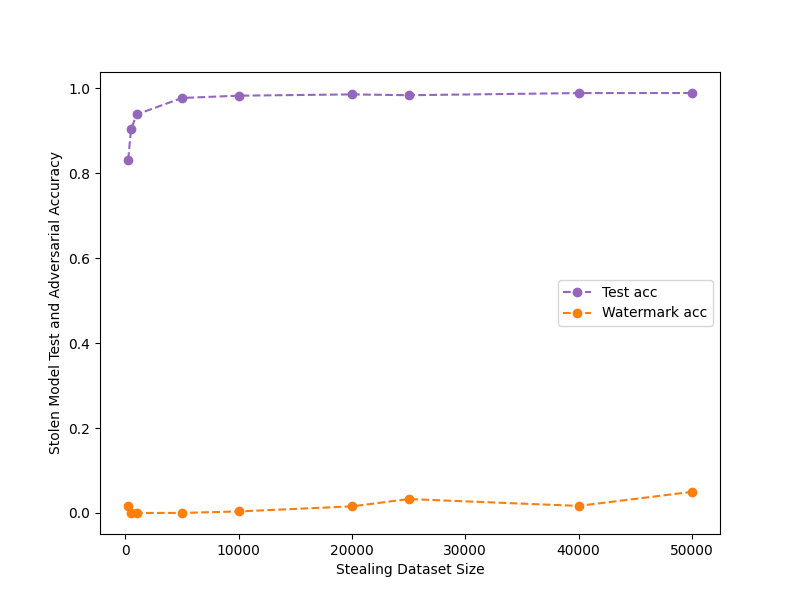 1.0
0.8
0.6
0.4
0.2
0.0
Stolen Model Test and Adversarial Accuracy
Test acc
Watermark acc
0 10000 20000 30000 40000 50000
Stealing Dataset Size